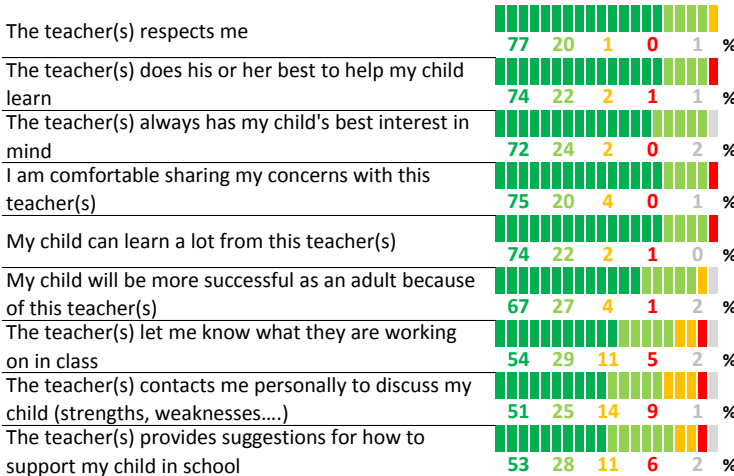 The teacher(s) respects me
77 20 1 0 1 %
The teacher(s) does his or her best to help my child
learn
74 22 2 1 1 %
The teacher(s) always has my child's best interest in
mind
72 24 2 0 2 %
I am comfortable sharing my concerns with this
teacher(s)
75 20 4 0 1 %
My child can learn a lot from this teacher(s)
74 22 2 1 0 %
My child will be more successful as an adult because
of this teacher(s)
67 27 4 1 2 %
The teacher(s) let me know what they are working
on in class
54 29 11 5 2 %
The teacher(s) contacts me personally to discuss my
child (strengths, weaknesses....)
51 25 14 9 1 %
The teacher(s) provides suggestions for how to
support my child in school
53 28 11 6 2 %